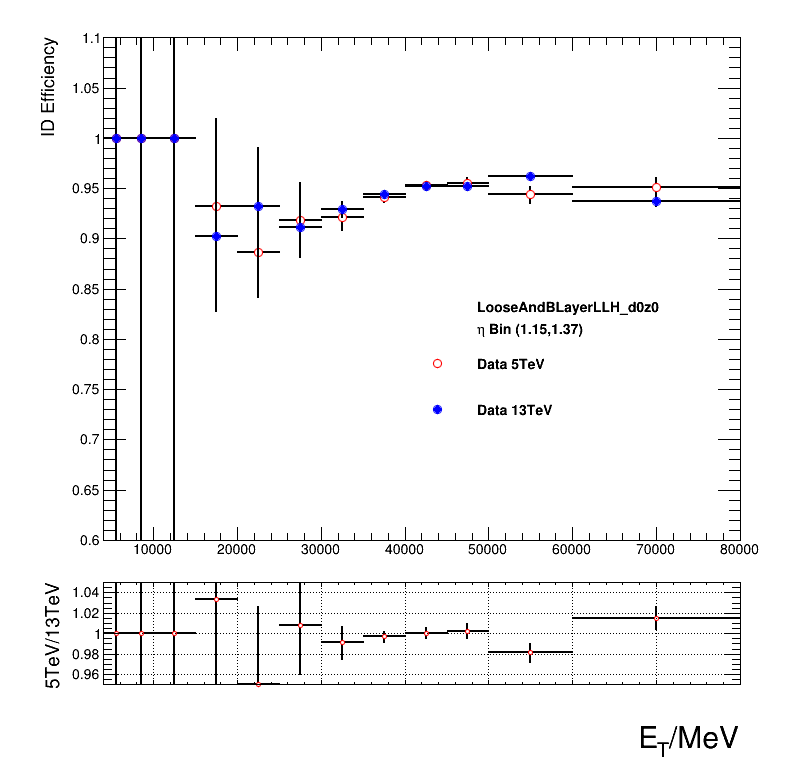 ID Efficiency
1.1
1.05
1
0.95
0.9
0.85
0.8
0.75
0.7
0.65
0.6
LooseAndBLayerLLH_d0z0
η Bin (1.15,1.37)
Data 5TeV
Data 13TeV
10000 20000 30000 40000 50000 60000 70000 80000
5TeV/13TeV
1.04
1.02
1
0.98
0.96
E_T/MeV